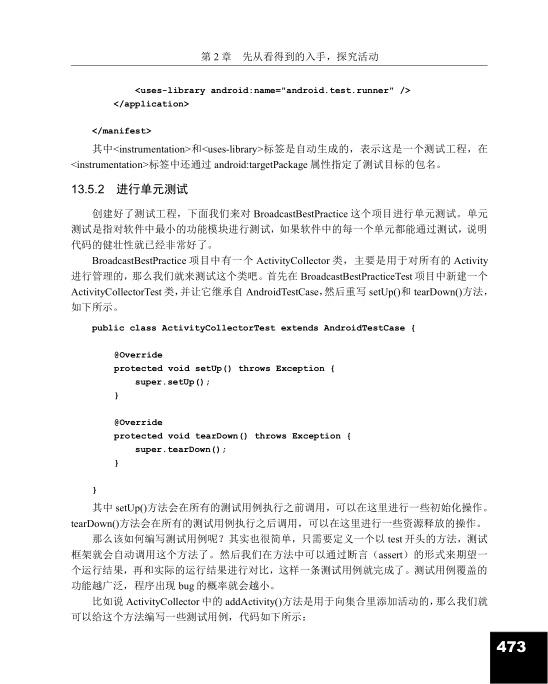 第 2 章 先从看得到的入手，探究活动
<uses-library android:name="android.test.runner" />
</application>
</manifest>
其中<instrumentation>和<uses-library>标签是自动生成的，表示这是一个测试工程，在
<instrumentation>标签中还通过 android:targetPackage 属性指定了测试目标的包名。
13.5.2 进行单元测试
创建好了测试工程，下面我们来对 BroadcastBestPractice 这个项目进行单元测试。单元
测试是指对软件中最小的功能模块进行测试，如果软件中的每一个单元都能通过测试，说明
代码的健壮性就已经非常好了。
BroadcastBestPractice 项目中有一个 ActivityCollector 类，主要是用于对所有的 Activity
进行管理的，那么我们就来测试这个类吧。首先在 BroadcastBestPracticeTest 项目中新建一个
ActivityCollectorTest 类，并让它继承自 AndroidTestCase，然后重写 setUp()和 tearDown()方法，
如下所示。
public class ActivityCollectorTest extends AndroidTestCase {
@Override
protected void setUp() throws Exception {
super.setUp();
}
@Override
protected void tearDown() throws Exception {
super.tearDown();
}
}
其中 setUp()方法会在所有的测试用例执行之前调用，可以在这里进行一些初始化操作。
tearDown()方法会在所有的测试用例执行之后调用，可以在这里进行一些资源释放的操作。
那么该如何编写测试用例呢？其实也很简单，只需要定义一个以 test 开头的方法，测试
框架就会自动调用这个方法了。然后我们在方法中可以通过断言（assert）的形式来期望一
个运行结果，再和实际的运行结果进行对比，这样一条测试用例就完成了。测试用例覆盖的
功能越广泛，程序出现 bug 的概率就会越小。
比如说 ActivityCollector 中的 addActivity()方法是用于向集合里添加活动的，那么我们就
可以给这个方法编写一些测试用例，代码如下所示：
473